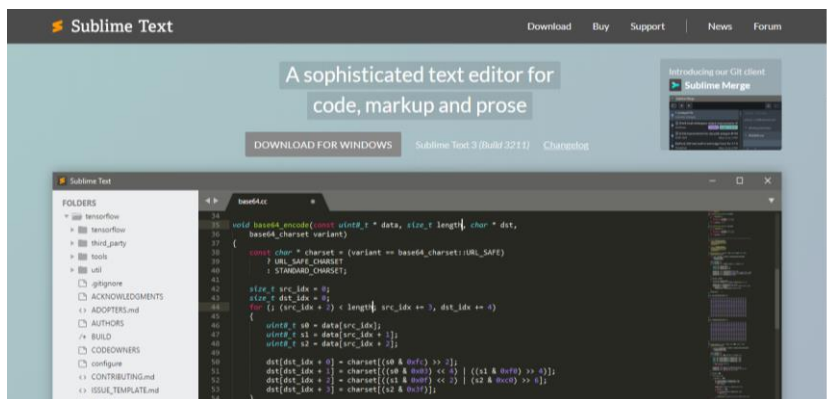 Sublime Text
Download Buy Support News Forum
A sophisticated text editor for
code, markup and prose
Introducing our Git client
Sublime Merge
DOWNLOAD FOR WINDOWS Sublime Text 3 (Build 3211) Changelog
Sublime Text
FOLDERS
tensorflow
tensorflow
third_party
tools
util
.gitignore
ACKNOWLEDGMENTS
ADOPTERS.md
AUTHORS
BUILD
CODEOWNERS
configure
CONTRIBUTING.md
ISSUE_TEMPLATE.md
base64.cc
34
35 void base64_encode(const uint8_t * data, size_t length, char * dst,
36 base64_charset variant)
37 {
38 const char * charset = (variant == base64_charset::URL_SAFE)
39 ? URL_SAFE_CHARSET
40 : STANDARD_CHARSET;
41
42 size_t src_idx = 0;
43 size_t dst_idx = 0;
44 for (; (src_idx + 2) < length; src_idx += 3, dst_idx += 4)
45 {
46 uint8_t s0 = data[src_idx];
47 uint8_t s1 = data[src_idx + 1];
48 uint8_t s2 = data[src_idx + 2];
49
50 dst[dst_idx + 0] = charset[(s0 & 0xfc) >> 2];
51 dst[dst_idx + 1] = charset[((s0 & 0x03) << 4) | ((s1 & 0xf0) >> 4)];
52 dst[dst_idx + 2] = charset[((s1 & 0x0f) << 2) | (s2 & 0xc0) >> 6];
53 dst[dst_idx + 3] = charset[(s2 & 0x3f)];
54 }